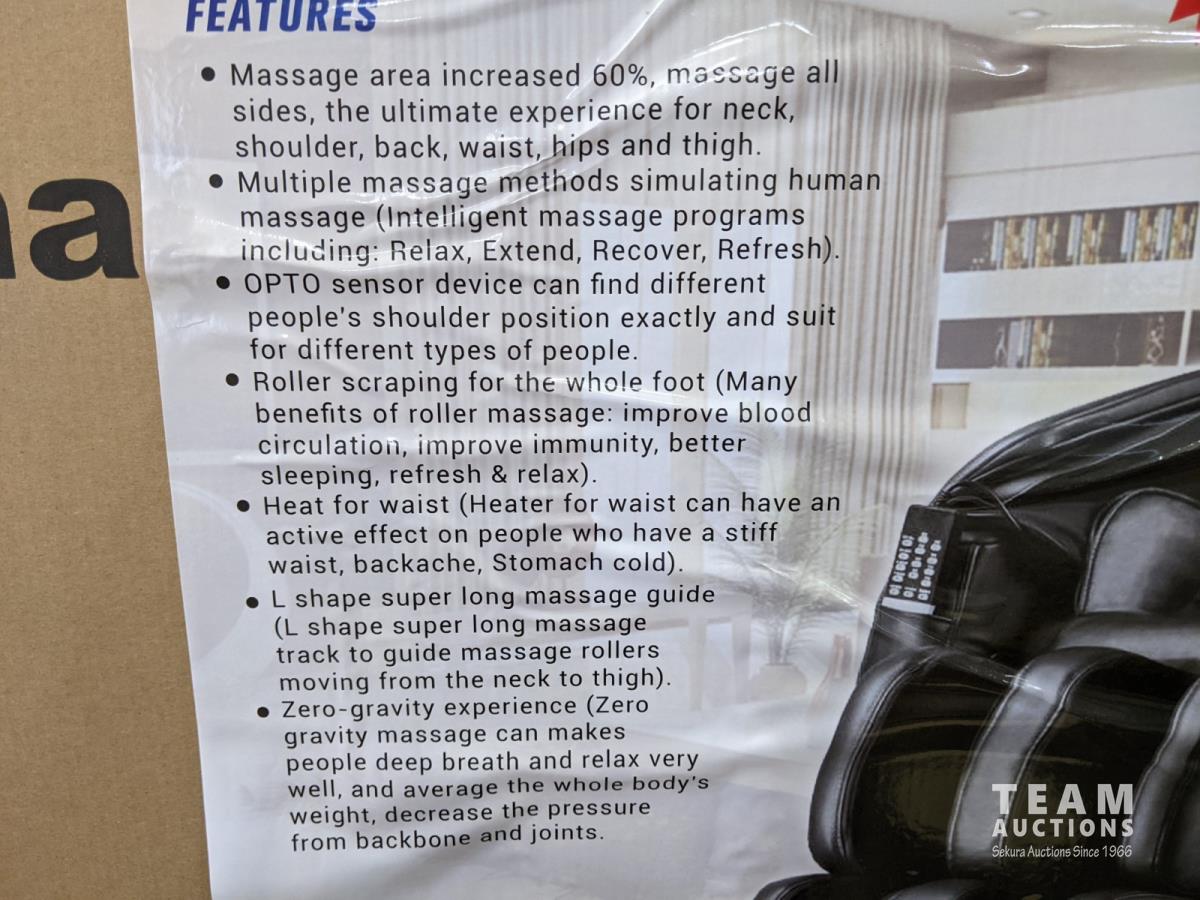 FEATURES
• Massage area increased 60%, massage all
sides, the ultimate experience for neck,
shoulder, back, waist, hips and thigh.
• Multiple massage methods simulating human
massage (Intelligent massage programs
including: Relax, Extend, Recover, Refresh).
• OPTO sensor device can find different
people's shoulder position exactly and suit
for different types of people.
• Roller scraping for the whole foot (Many
benefits of roller massage: improve blood
circulation, improve immunity, better
sleeping, refresh & relax).
• Heat for waist (Heater for waist can have an
active effect on people who have a stiff
waist, backache, Stomach cold).
• L shape super long massage guide
(L shape super long massage
track to guide massage rollers
moving from the neck to thigh).
• Zero-gravity experience (Zero
gravity massage can makes
people deep breath and relax very
well, and average the whole body's
weight, decrease the pressure
from backbone and joints.
TEAM
AUCTIONS
Sekura Auctions Since 1966